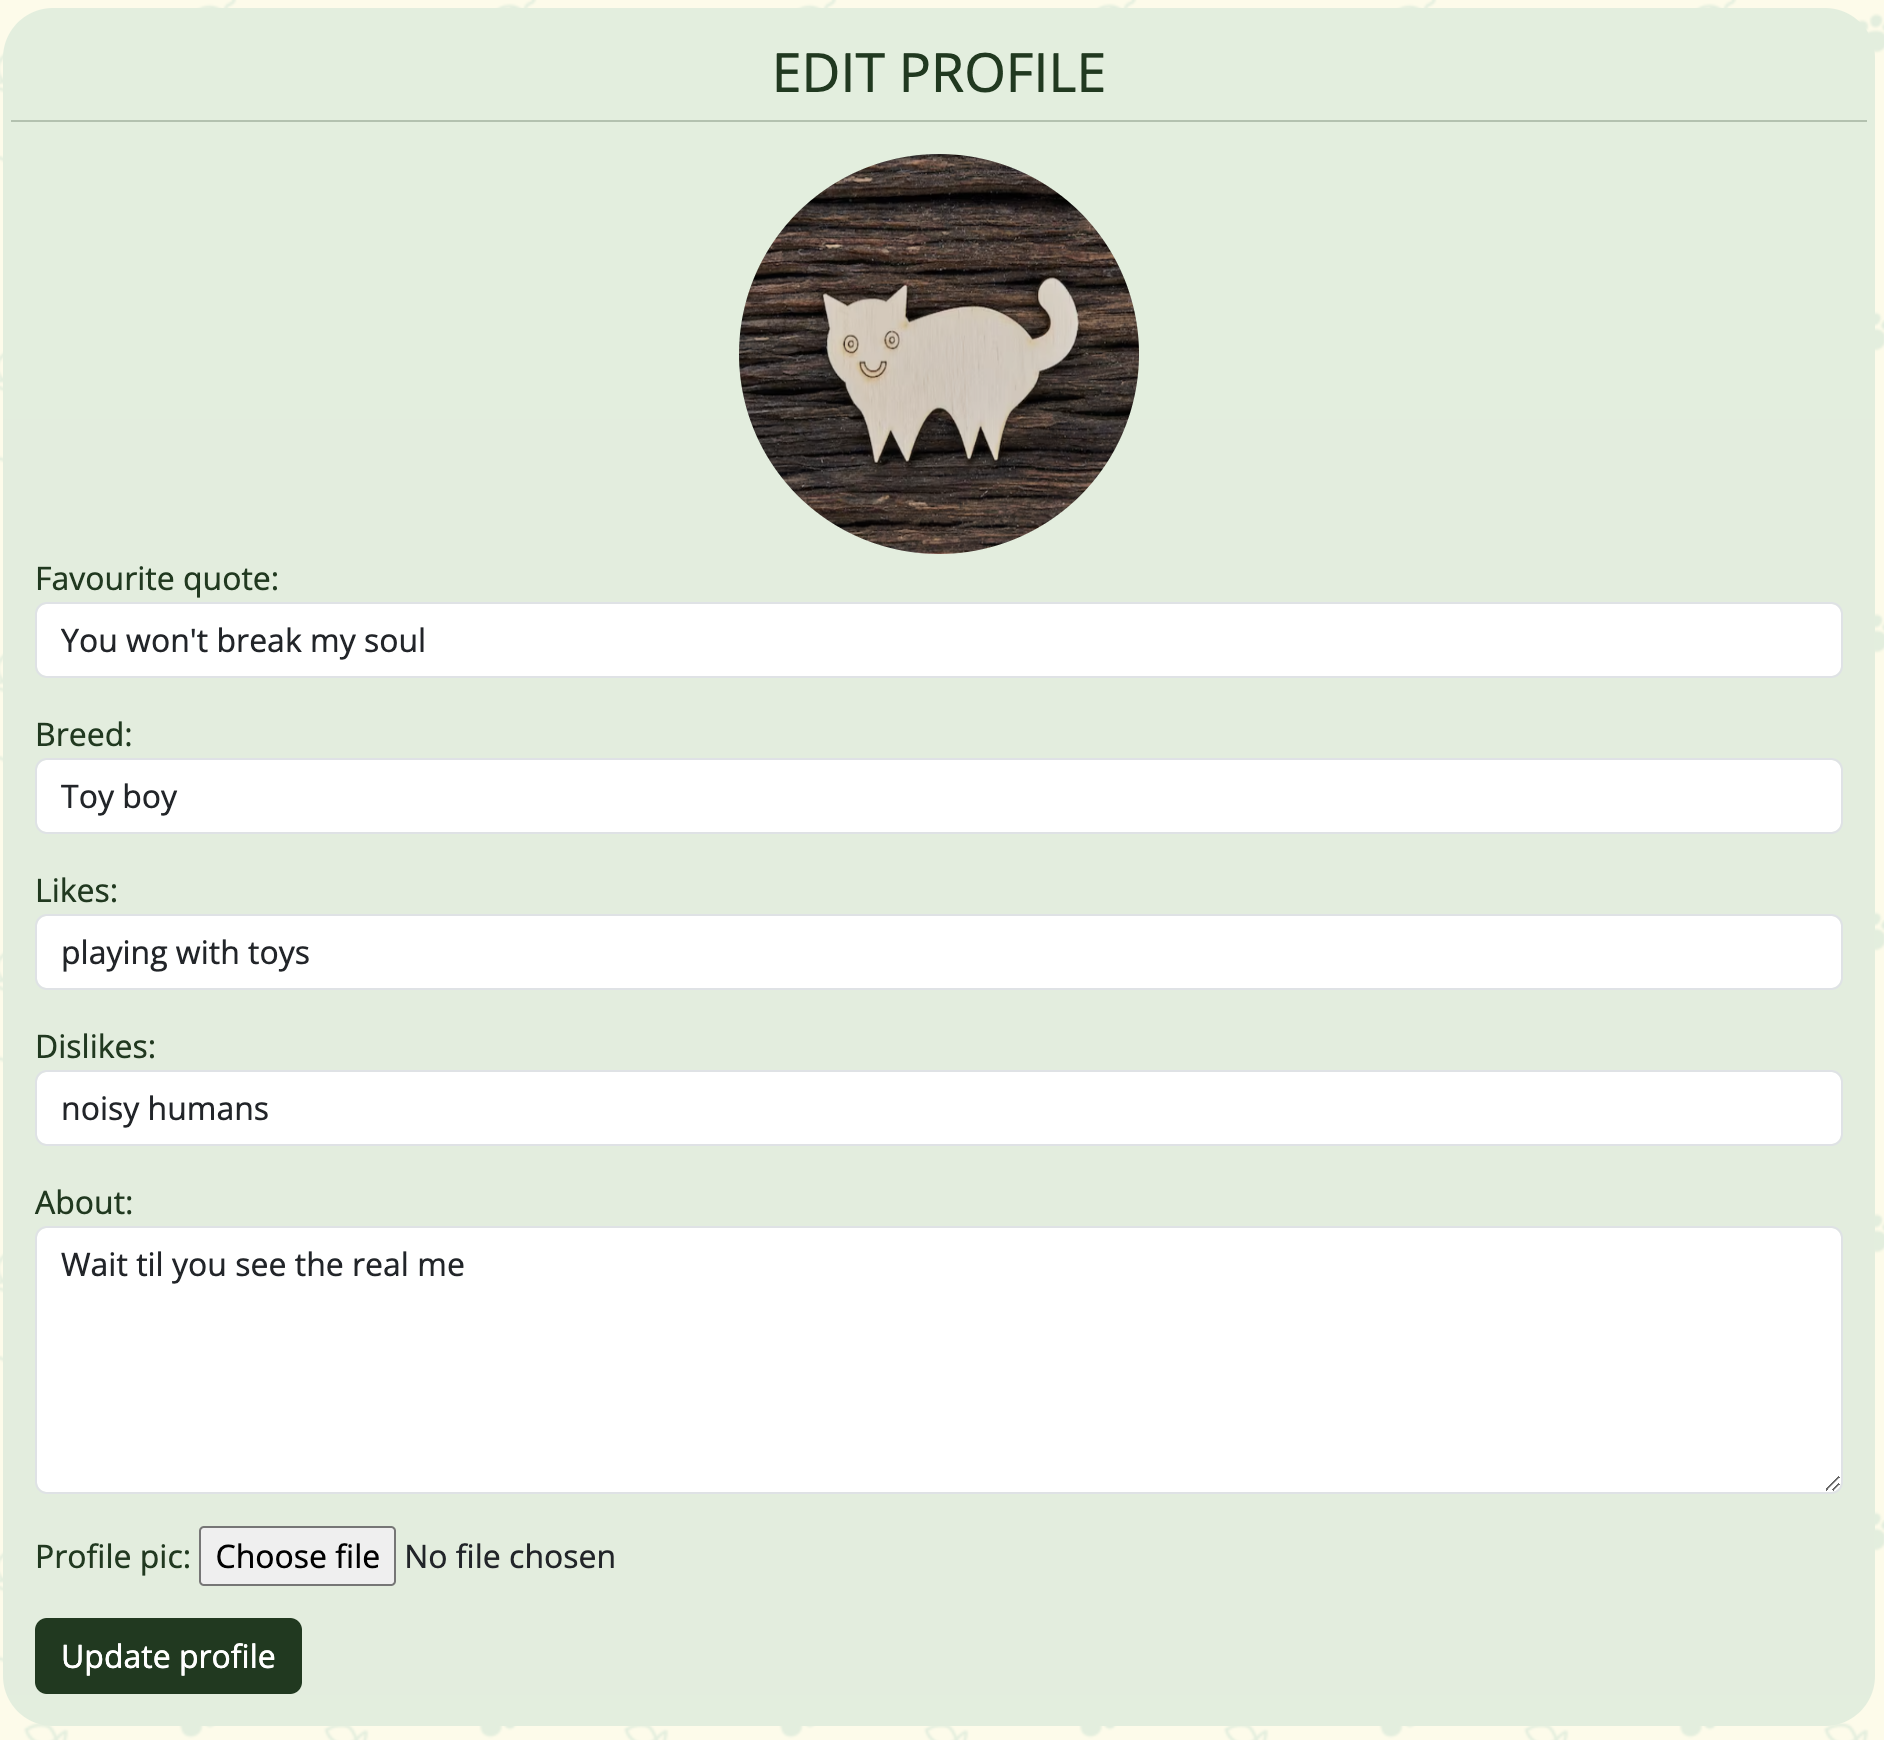 EDIT PROFILE
Favourite quote:
You won't break my soul
Breed:
Toy boy
Likes:
playing with toys
Dislikes:
noisy humans
About:
Wait til you see the real me
Profile pic: Choose file No file chosen
Update profile